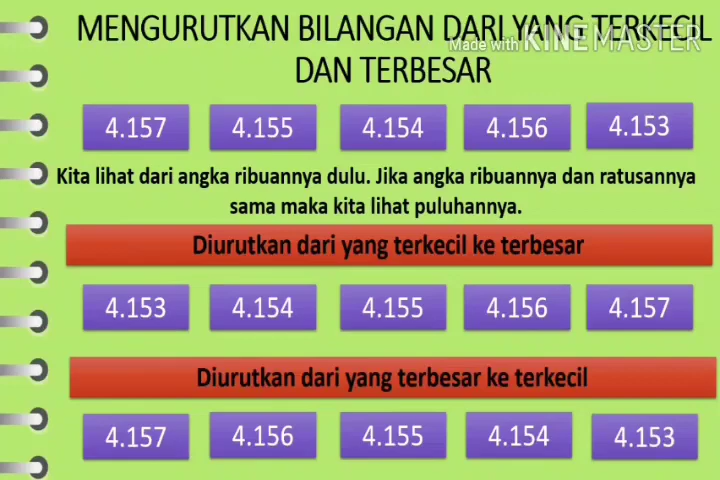 MENGURUTKAN BILANGAN DARI YANG TERKECIL
Made with KINEMASTER
DAN TERBESAR
4.157 4.155 4.154 4.156 4.153
Kita lihat dari angka ribuannya dulu. Jika angka ribuannya dan ratusannya
sama maka kita lihat puluhannya.
Diurutkan dari yang terkecil ke terbesar
4.153 4.154 4.155 4.156 4.157
Diurutkan dari yang terbesar ke terkecil
4.157 4.156 4.155 4.154 4.153